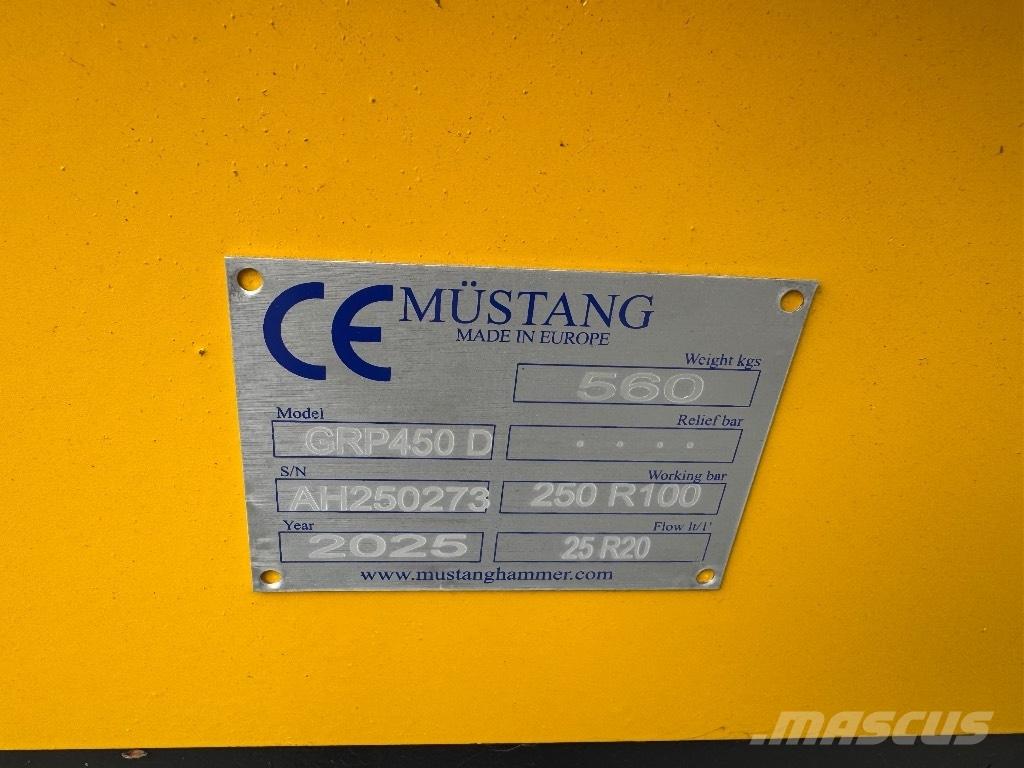 CE MÜSTANG
MADE IN EUROPE
Weight kgs
560
Model
Relief bar
GRP450 D
. . . .
S/N
Working bar
AH250273
250 R100
Year
Flow lt/1'
2025
25 R20
www.mustanghammer.com
MASCUS